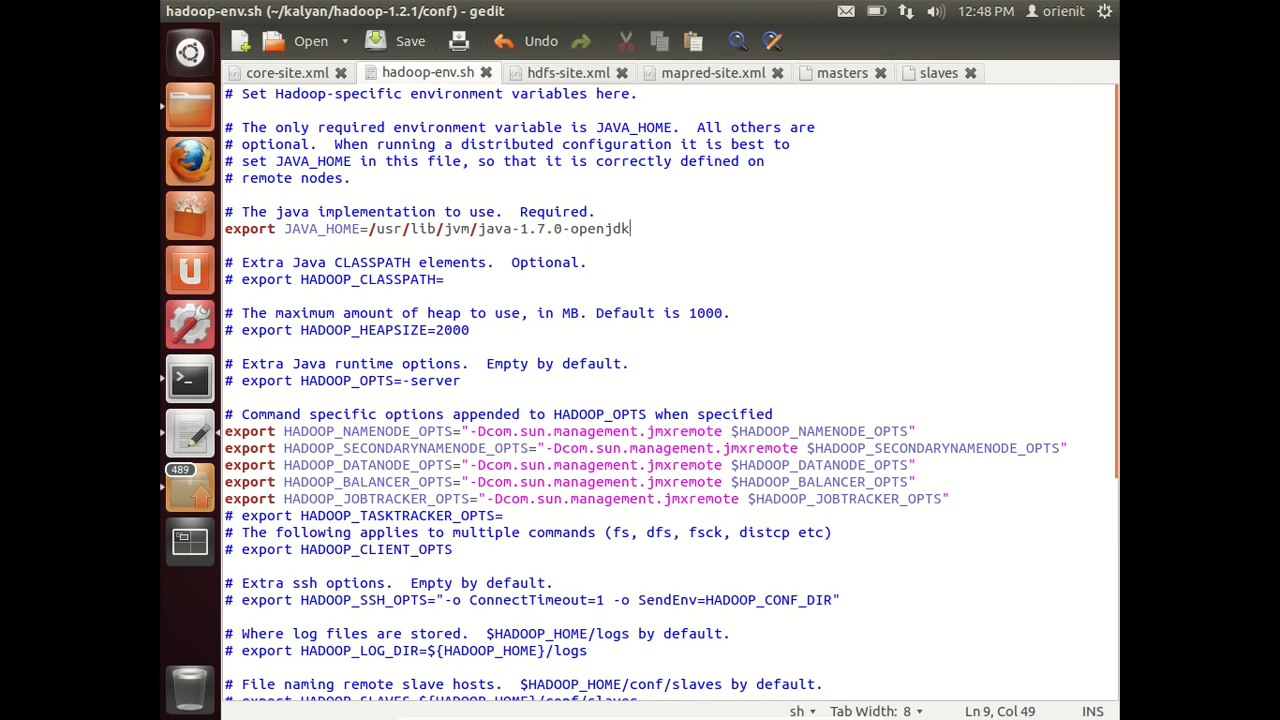 hadoop-env.sh (~/kalyan/hadoop-1.2.1/conf) - gedit
12:48 PM
orienit
Open
Save
Undo
core-site.xml
hadoop-env.sh
hdfs-site.xml
mapred-site.xml
masters
slaves
# Set Hadoop-specific environment variables here.
# The only required environment variable is JAVA_HOME.  All others are
# optional.  When running a distributed configuration it is best to
# set JAVA_HOME in this file, so that it is correctly defined on
# remote nodes.
# The java implementation to use.  Required.
export JAVA_HOME=/usr/lib/jvm/java-1.7.0-openjdk
# Extra Java CLASSPATH elements.  Optional.
# export HADOOP_CLASSPATH=
# The maximum amount of heap to use, in MB. Default is 1000.
# export HADOOP_HEAPSIZE=2000
# Extra Java runtime options.  Empty by default.
# export HADOOP_OPTS=-server
# Command specific options appended to HADOOP_OPTS when specified
export HADOOP_NAMENODE_OPTS="-Dcom.sun.management.jmxremote $HADOOP_NAMENODE_OPTS"
export HADOOP_SECONDARYNAMENODE_OPTS="-Dcom.sun.management.jmxremote $HADOOP_SECONDARYNAMENODE_OPTS"
export HADOOP_DATANODE_OPTS="-Dcom.sun.management.jmxremote $HADOOP_DATANODE_OPTS"
export HADOOP_BALANCER_OPTS="-Dcom.sun.management.jmxremote $HADOOP_BALANCER_OPTS"
export HADOOP_JOBTRACKER_OPTS="-Dcom.sun.management.jmxremote $HADOOP_JOBTRACKER_OPTS"
# export HADOOP_TASKTRACKER_OPTS=
# The following applies to multiple commands (fs, dfs, fsck, distcp etc)
# export HADOOP_CLIENT_OPTS
# Extra ssh options.  Empty by default.
# export HADOOP_SSH_OPTS="-o ConnectTimeout=1 -o SendEnv=HADOOP_CONF_DIR"
# Where log files are stored.  $HADOOP_HOME/logs by default.
# export HADOOP_LOG_DIR=${HADOOP_HOME}/logs
# File naming remote slave hosts.  $HADOOP_HOME/conf/slaves by default.
# export HADOOP_SLAVES=${HADOOP_HOME}/conf/slaves
489
sh
Tab Width: 8
Ln 9, Col 49
INS